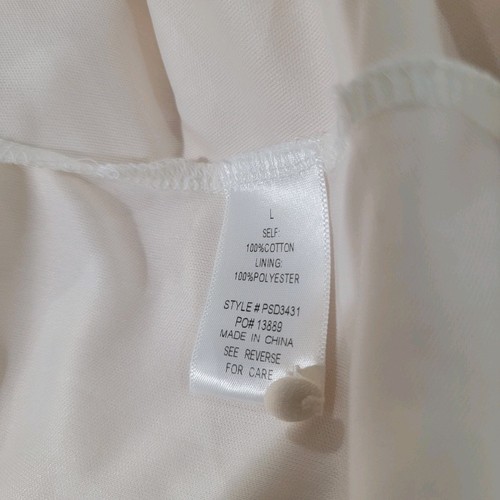 L
SELF:
100%COTTON
LINING:
100%POLYESTER
STYLE # PSD3431
PO# 13889
MADE IN CHINA
SEE REVERSE
FOR CARE